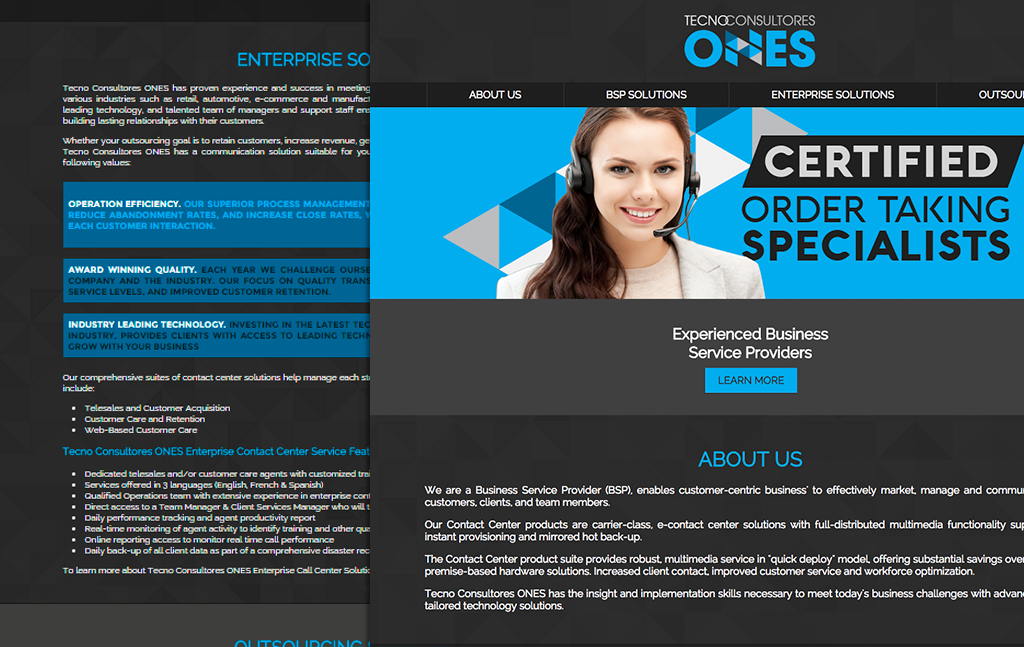 ENTERPRISE SO
Tecno Consultores ONES has proven experience and success in meeting
various industries such as retail, automotive, e-commerce and manufact
leading technology, and talented team of managers and support staff ens
building lasting relationships with their customers.
Whether your outsourcing goal is to retain customers, increase revenue, ge
Tecno Consultores ONES has a communication solution suitable for you
following values:
OPERATION EFFICIENCY. OUR SUPERIOR PROCESS MANAGEMENT
REDUCE ABANDONMENT RATES, AND INCREASE CLOSE RATES, 
EACH CUSTOMER INTERACTION.
AWARD WINNING QUALITY. EACH YEAR WE CHALLENGE OURSE
COMPANY AND THE INDUSTRY. OUR FOCUS ON QUALITY TRANS
SERVICE LEVELS, AND IMPROVED CUSTOMER RETENTION.
INDUSTRY LEADING TECHNOLOGY. INVESTING IN THE LATEST TEC
INDUSTRY, PROVIDES CLIENTS WITH ACCESS TO LEADING TECHN
GROW WITH YOUR BUSINESS
Our comprehensive suites of contact center solutions help manage each st
include:
Telesales and Customer Acquisition
Customer Care and Retention
Web-Based Customer Care
Tecno Consultores ONES Enterprise Contact Center Service Feat
Dedicated telesales and/or customer care agents with customized trai
Services offered in 3 languages (English, French & Spanish)
Qualified Operations team with extensive experience in enterprise cont
Direct access to a Team Manager & Client Services Manager who will t
Daily performance tracking and agent productivity report
Real-time monitoring of agent activity to identify training and other qua
Online reporting access to monitor real time call performance
Daily back-up of all client data as part of a comprehensive disaster rec
To learn more about Tecno Consultores ONES Enterprise Call Center Solutio
OUTSOURCING
TECNOCONSULTORES
ONES
ABOUT US
BSP SOLUTIONS
ENTERPRISE SOLUTIONS
OUTSOU
CERTIFIED
ORDER TAKING
SPECIALISTS
Experienced Business
Service Providers
LEARN MORE
ABOUT US
We are a Business Service Provider (BSP), enables customer-centric business' to effectively market, manage and commu
customers, clients, and team members.
Our Contact Center products are carrier-class, e-contact center solutions with full-distributed multimedia functionality sup
instant provisioning and mirrored hot back-up.
The Contact Center product suite provides robust, multimedia service in "quick deploy" model, offering substantial savings over
premise-based hardware solutions. Increased client contact, improved customer service and workforce optimization.
Tecno Consultores ONES has the insight and implementation skills necessary to meet today's business challenges with advanc
tailored technology solutions.